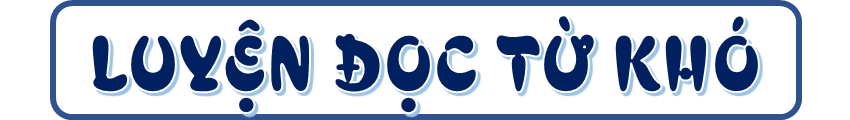 LUYỆN ĐỌC TỪ KHÓ